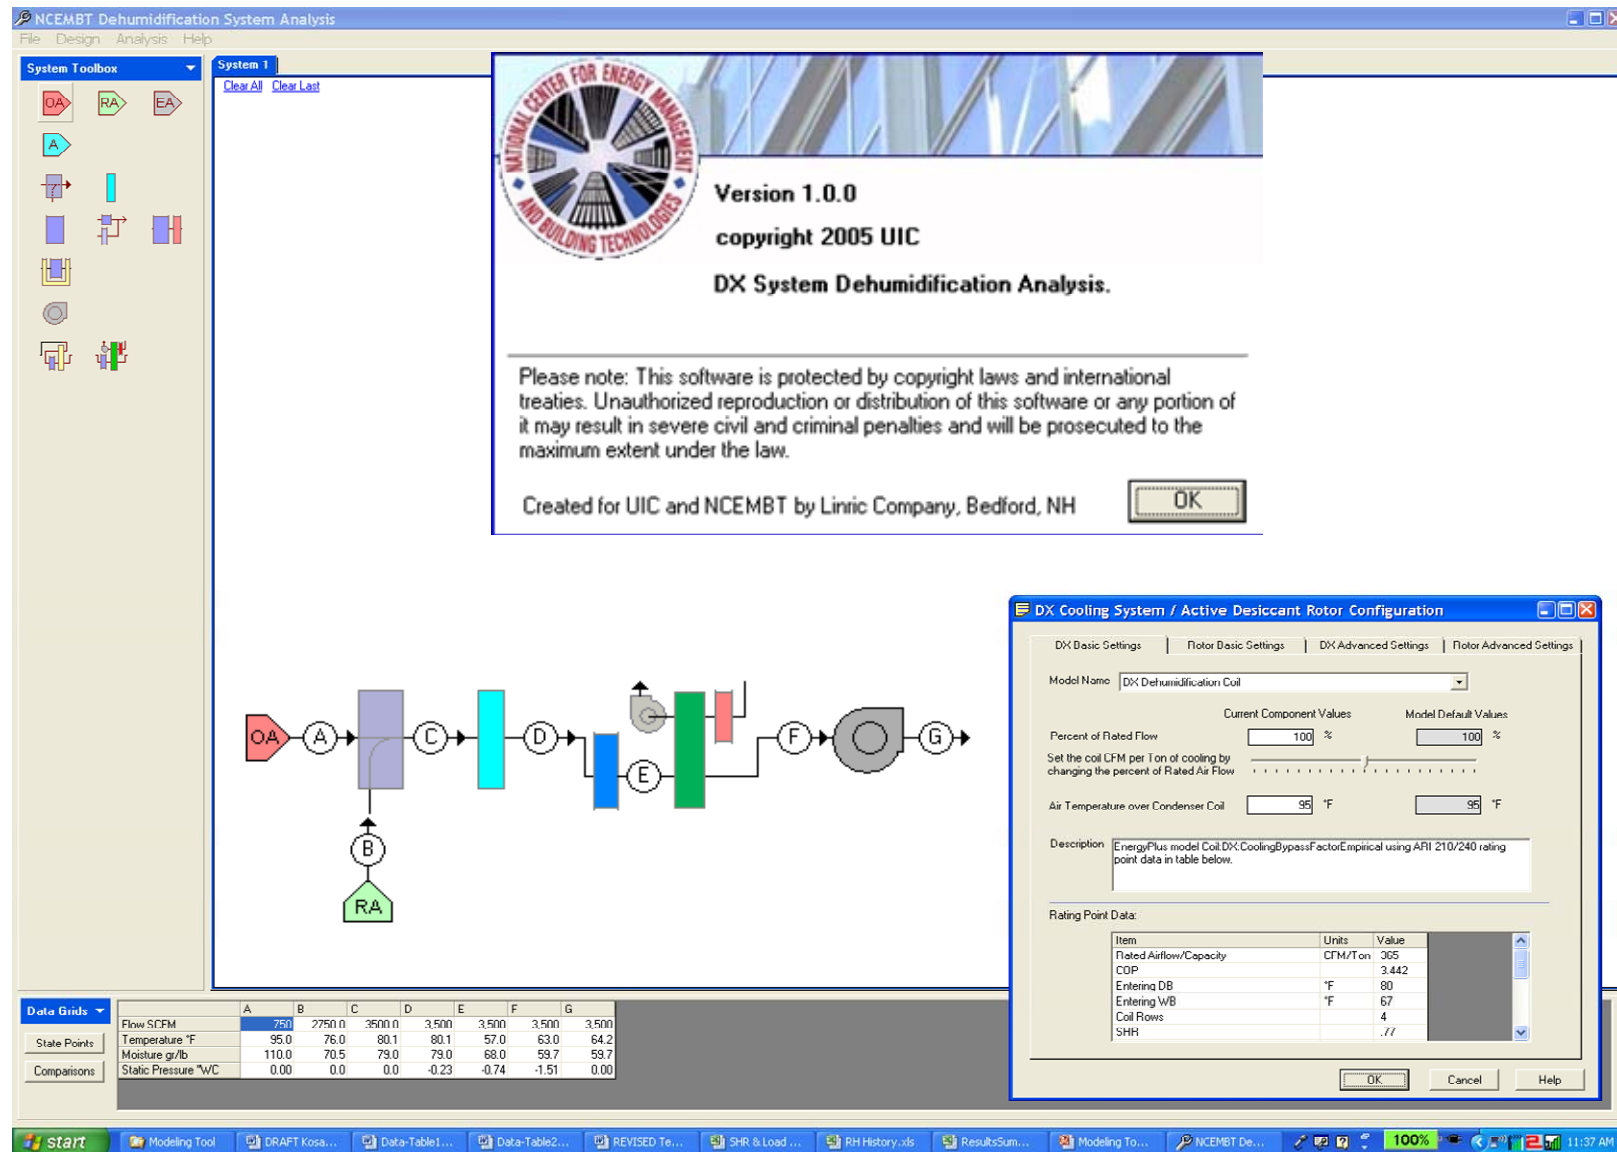 NCEMBT Dehumidification System Analysis
File Design Analysis Help
System Toolbox
System 1
Clear All Clear Last
OA RA EA
A
NATIONAL CENTER FOR ENERGY MANAGEMENT
AND BUILDING TECHNOLOGIES
Version 1.0.0
copyright 2005 UIC
DX System Dehumidification Analysis.
Please note: This software is protected by copyright laws and international
treaties. Unauthorized reproduction or distribution of this software or any portion of
it may result in severe civil and criminal penalties and will be prosecuted to the
maximum extent under the law.
Created for UIC and NCEMBT by Linric Company, Bedford, NH
OK
OA A C D E F G
B
RA
DX Cooling System / Active Desiccant Rotor Configuration
DX Basic Settings Rotor Basic Settings DX Advanced Settings Rotor Advanced Settings
Model Name DX Dehumidification Coil
Current Component Values Model Default Values
Percent of Rated Flow 100 % 100 %
Set the coil CFM per Ton of cooling by
changing the percent of Rated Air Flow
Air Temperature over Condenser Coil 95 °F 95 °F
Description EnergyPlus model Coil:DX:CoolingBypassFactorEmpirical using ARI 210/240 rating
point data in table below.
Rating Point Data:
Item Units Value
Rated Airflow/Capacity CFM/Ton 365
COP 3.442
Entering DB °F 80
Entering WB °F 67
Coil Rows 4
SHR .77
OK Cancel Help
Data Grids
State Points
Comparisons
A B C D E F G
Flow SCFM 750 2750.0 3500.0 3,500 3,500 3,500 3,500
Temperature °F 95.0 76.0 80.1 80.1 57.0 63.0 64.2
Moisture gr/lb 110.0 70.5 79.0 79.0 68.0 59.7 59.7
Static Pressure "WC 0.00 0.0 0.0 -0.23 -0.74 -1.51 0.00
start Modeling Tool DRAFT Kosa... Data-Table1... Data-Table2... REVISED Te... SHR & Load ... RH History.xls ResultsSum... Modeling To... NCEMBT De... 100% 11:37 AM